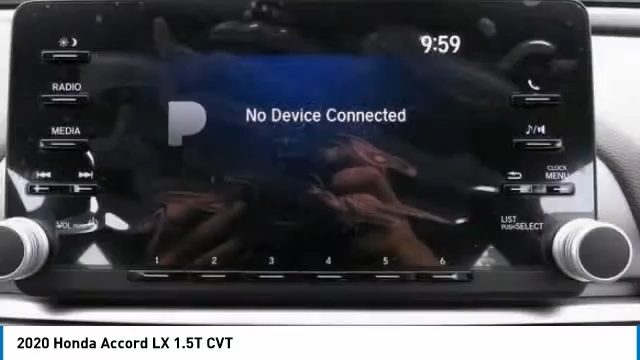 9:59
RADIO
MEDIA
No Device Connected
CLOCK
MENU
VOL
LIST
PUSH SELECT
1 2 3 4 5 6
2020 Honda Accord LX 1.5T CVT